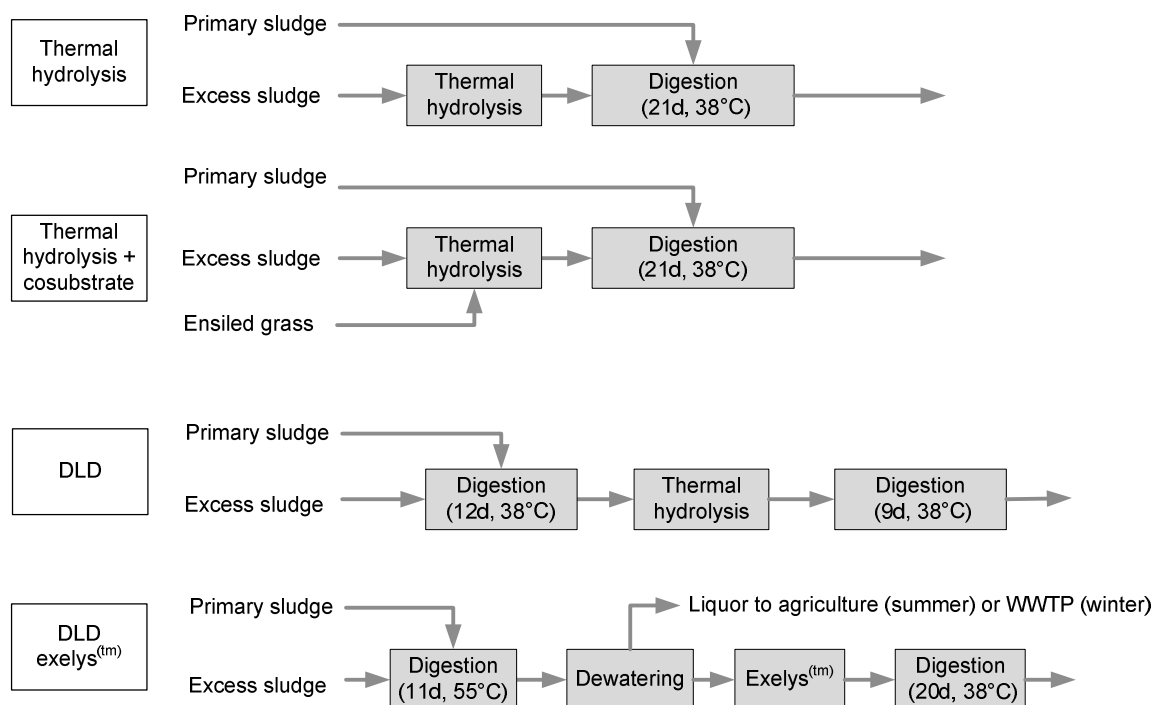 Thermal
hydrolysis
Primary sludge
Excess sludge
Thermal
hydrolysis
Digestion
(21d, 38°C)
Thermal
hydrolysis +
cosubstrate
Primary sludge
Excess sludge
Ensiled grass
Thermal
hydrolysis
Digestion
(21d, 38°C)
DLD
Primary sludge
Excess sludge
Digestion
(12d, 38°C)
Thermal
hydrolysis
Digestion
(9d, 38°C)
DLD
exelys(tm)
Primary sludge
Excess sludge
Digestion
(11d, 55°C)
Dewatering
Liquor to agriculture (summer) or WWTP (winter)
Exelys(tm)
Digestion
(20d, 38°C)